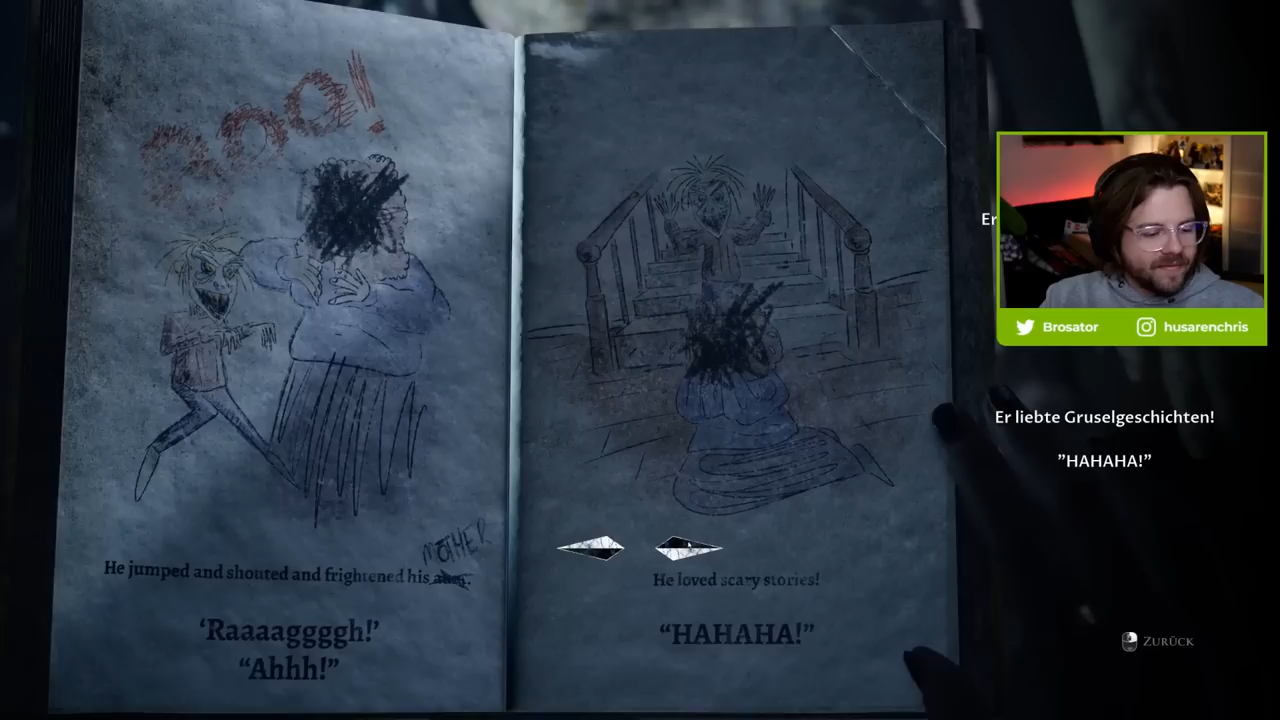 BOO!
MOTHER
He jumped and shouted and frightened his
‘Raaaaggggh!’
“Ahhh!”
He loved scary stories!
“HAHAHA!”
Er
Brosator husarenchris
Er liebte Gruselgeschichten!
”HAHAHA!”
ZURÜCK